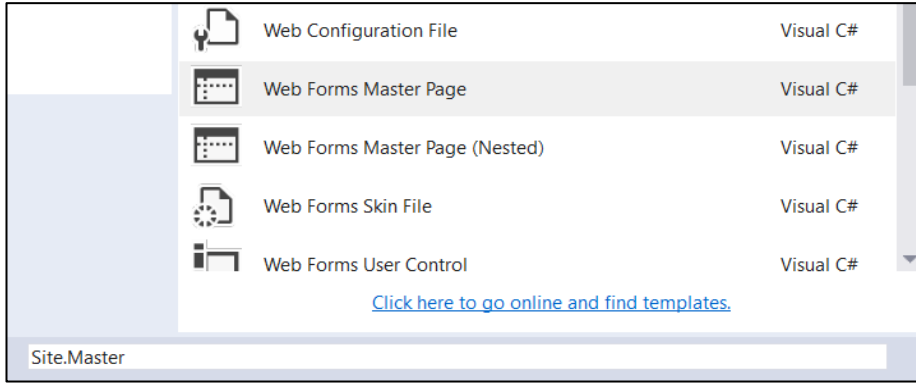 Web Configuration File Visual C#
Web Forms Master Page Visual C#
Web Forms Master Page (Nested) Visual C#
Web Forms Skin File Visual C#
Web Forms User Control Visual C#
Click here to go online and find templates.
Site.Master